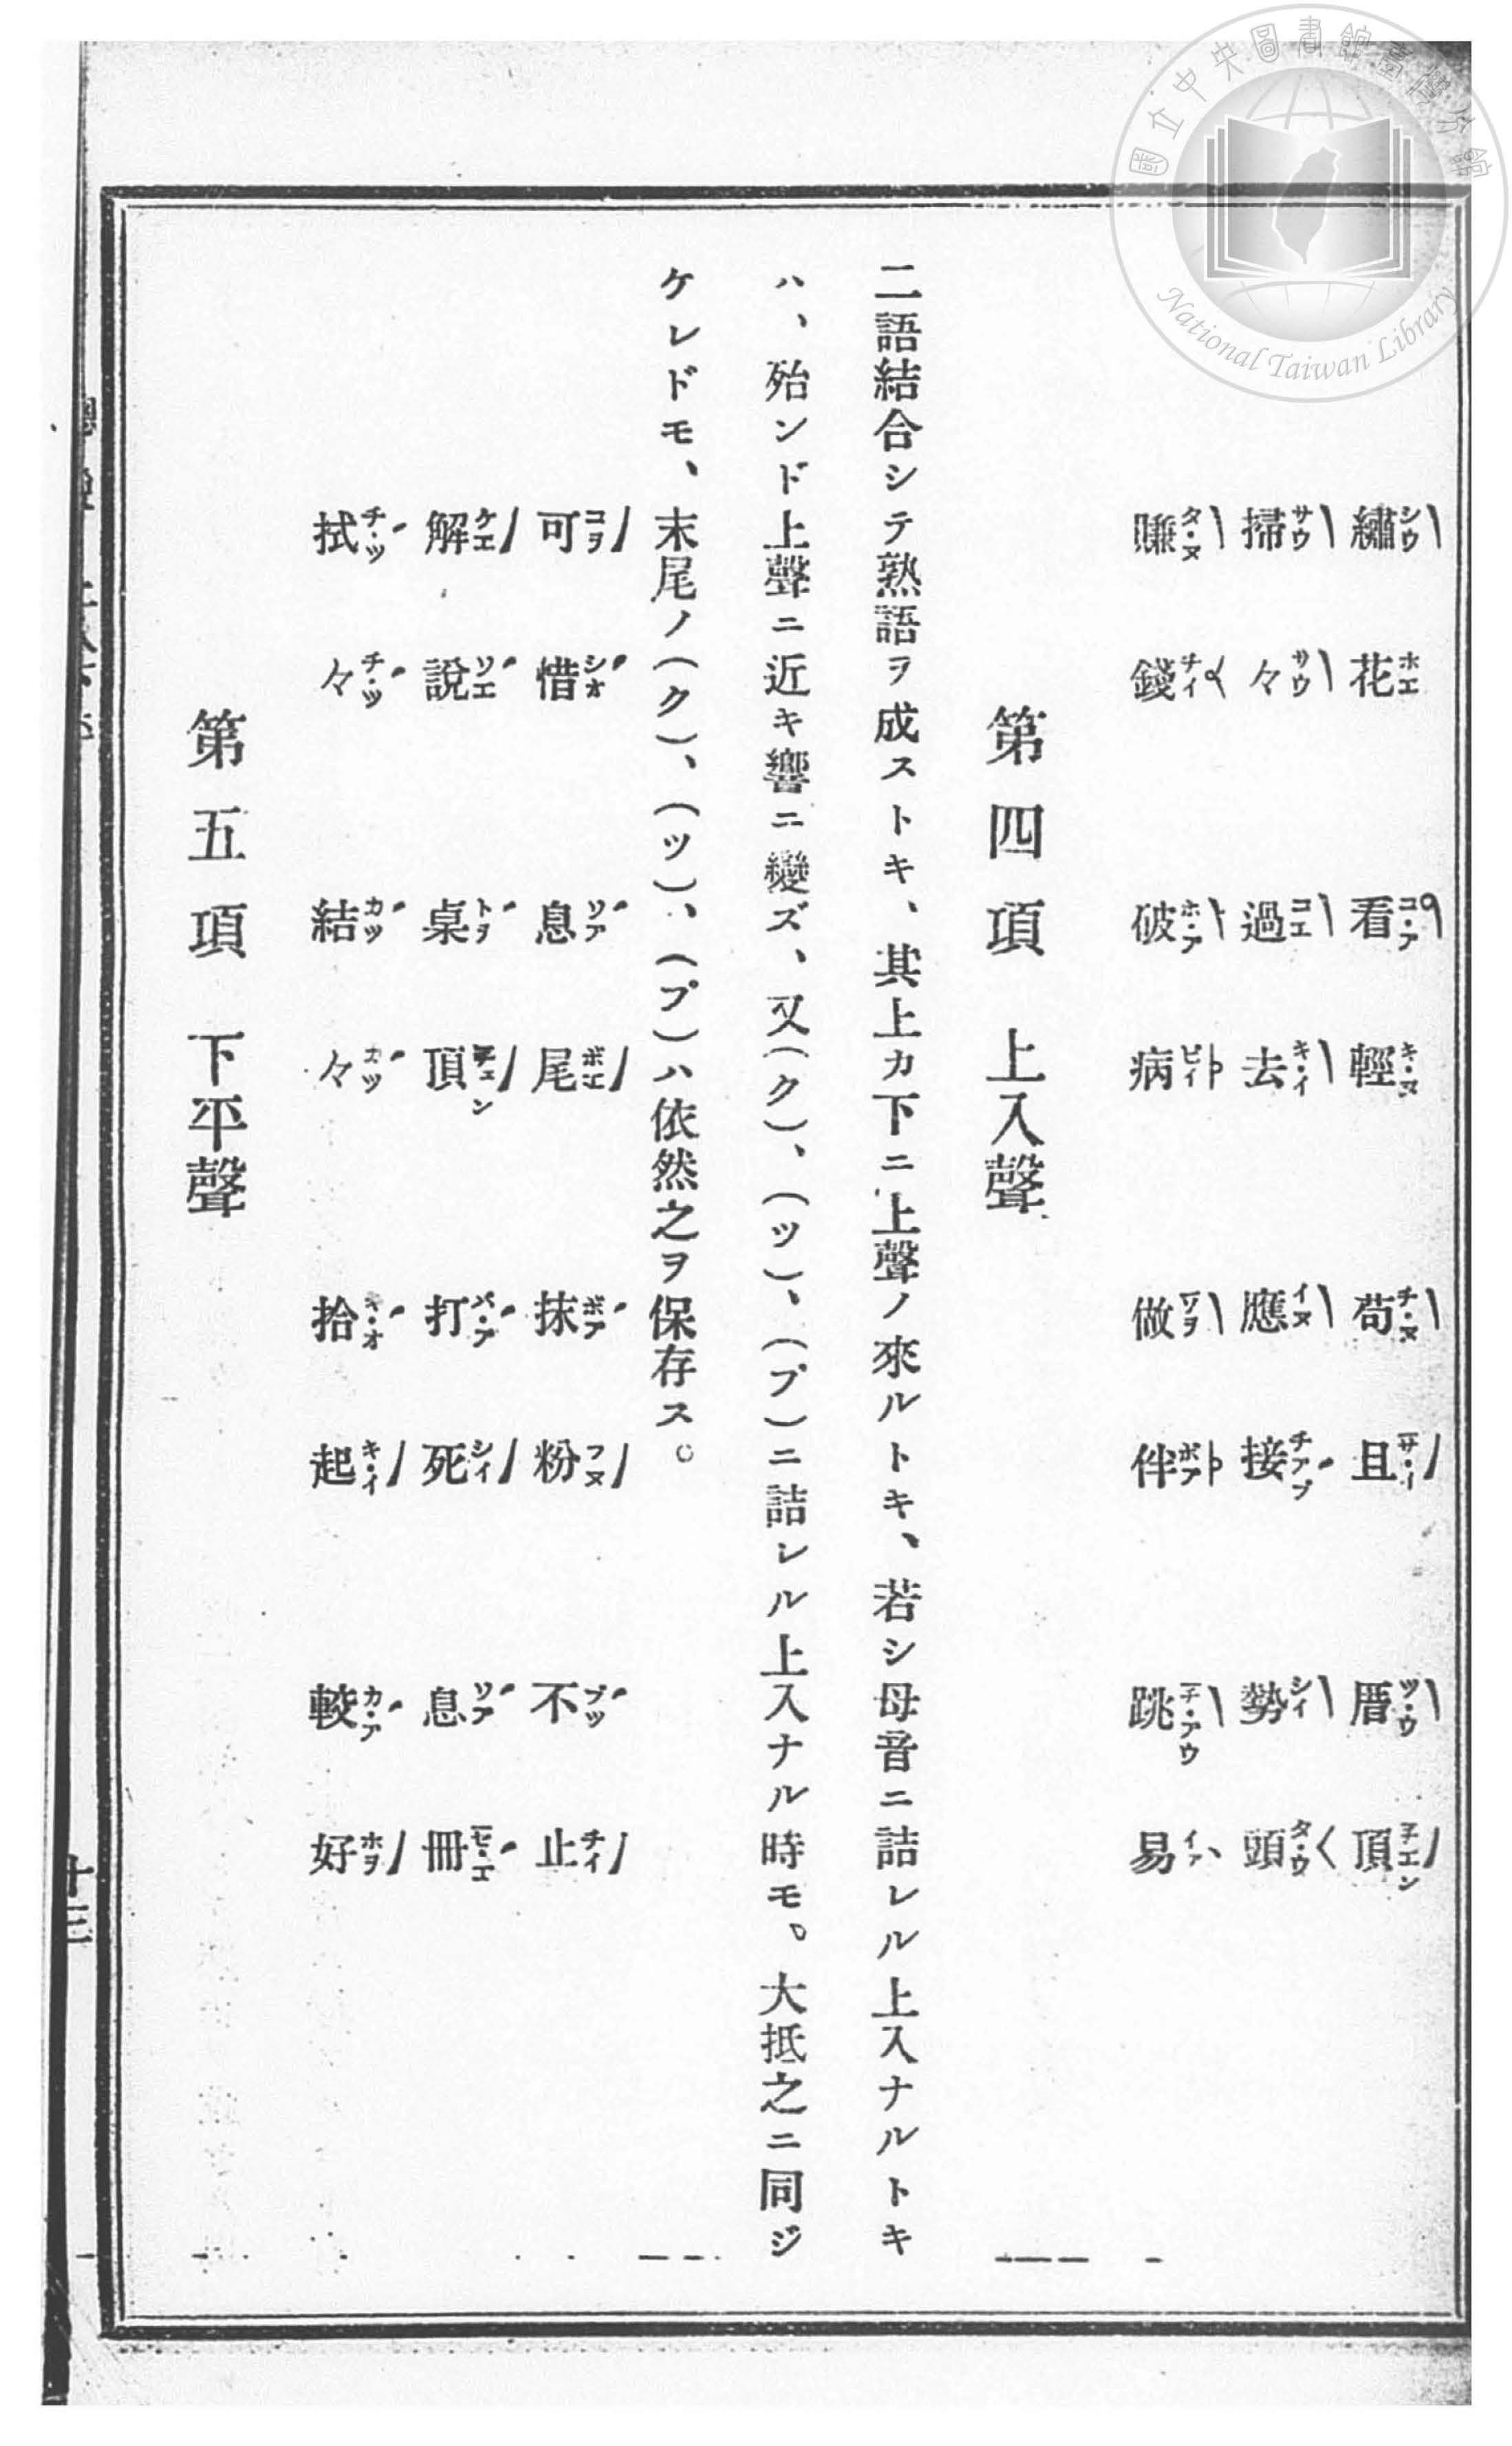 國立中央圖書館臺灣分館
National Taiwan Library
繡シウ 花ホエ 看コ・ア 輕キ・ヌ 苟チ・ヌ 且サ・イ 厝ツ・ウ 頂チエン
掃サウ 々サウ 過コエ 去キ・イ 應イヌ 接チアプ 勢シイ 頭タ・ウ
賺タ・ヌ 錢チイ 破ホ・ア 病ピイ 做ツヲ 伴ポア 跳チ・アウ 易イア
第四項 上入聲
二語結合シテ熟語ヲ成ストキ、其上カ下ニ上聲ノ來ルトキ、若シ母音ニ詰レル上入ナルトキ
ハ、殆ンド上聲ニ近キ響ニ變ズ、又(ク)、(ツ)、(プ)ニ詰レル上入ナル時モ。大抵之ニ同ジ
ケレドモ、末尾ノ(ク)、(ツ)、(プ)ハ依然之ヲ保存ス。
可コヲ 惜シオ 息ソア 尾ボエ 抹ボア 粉フヌ 不プツ 止チイ
解ケエ 說ソエ 桌トヲ 頂チエン 打パ・ア 死シイ 息ソア 冊セ・エ
拭チ・ツ 々チ・ツ 結カツ 々カツ 拾キ・オ 起キ・イ 較カ・ア 好ホヲ
第五項 下平聲
十三